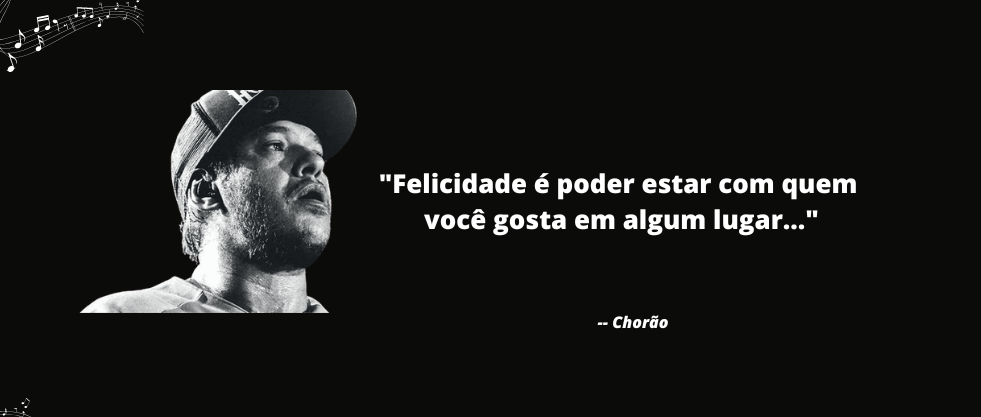 "Felicidade é poder estar com quem
você gosta em algum lugar..."
-- Chorão